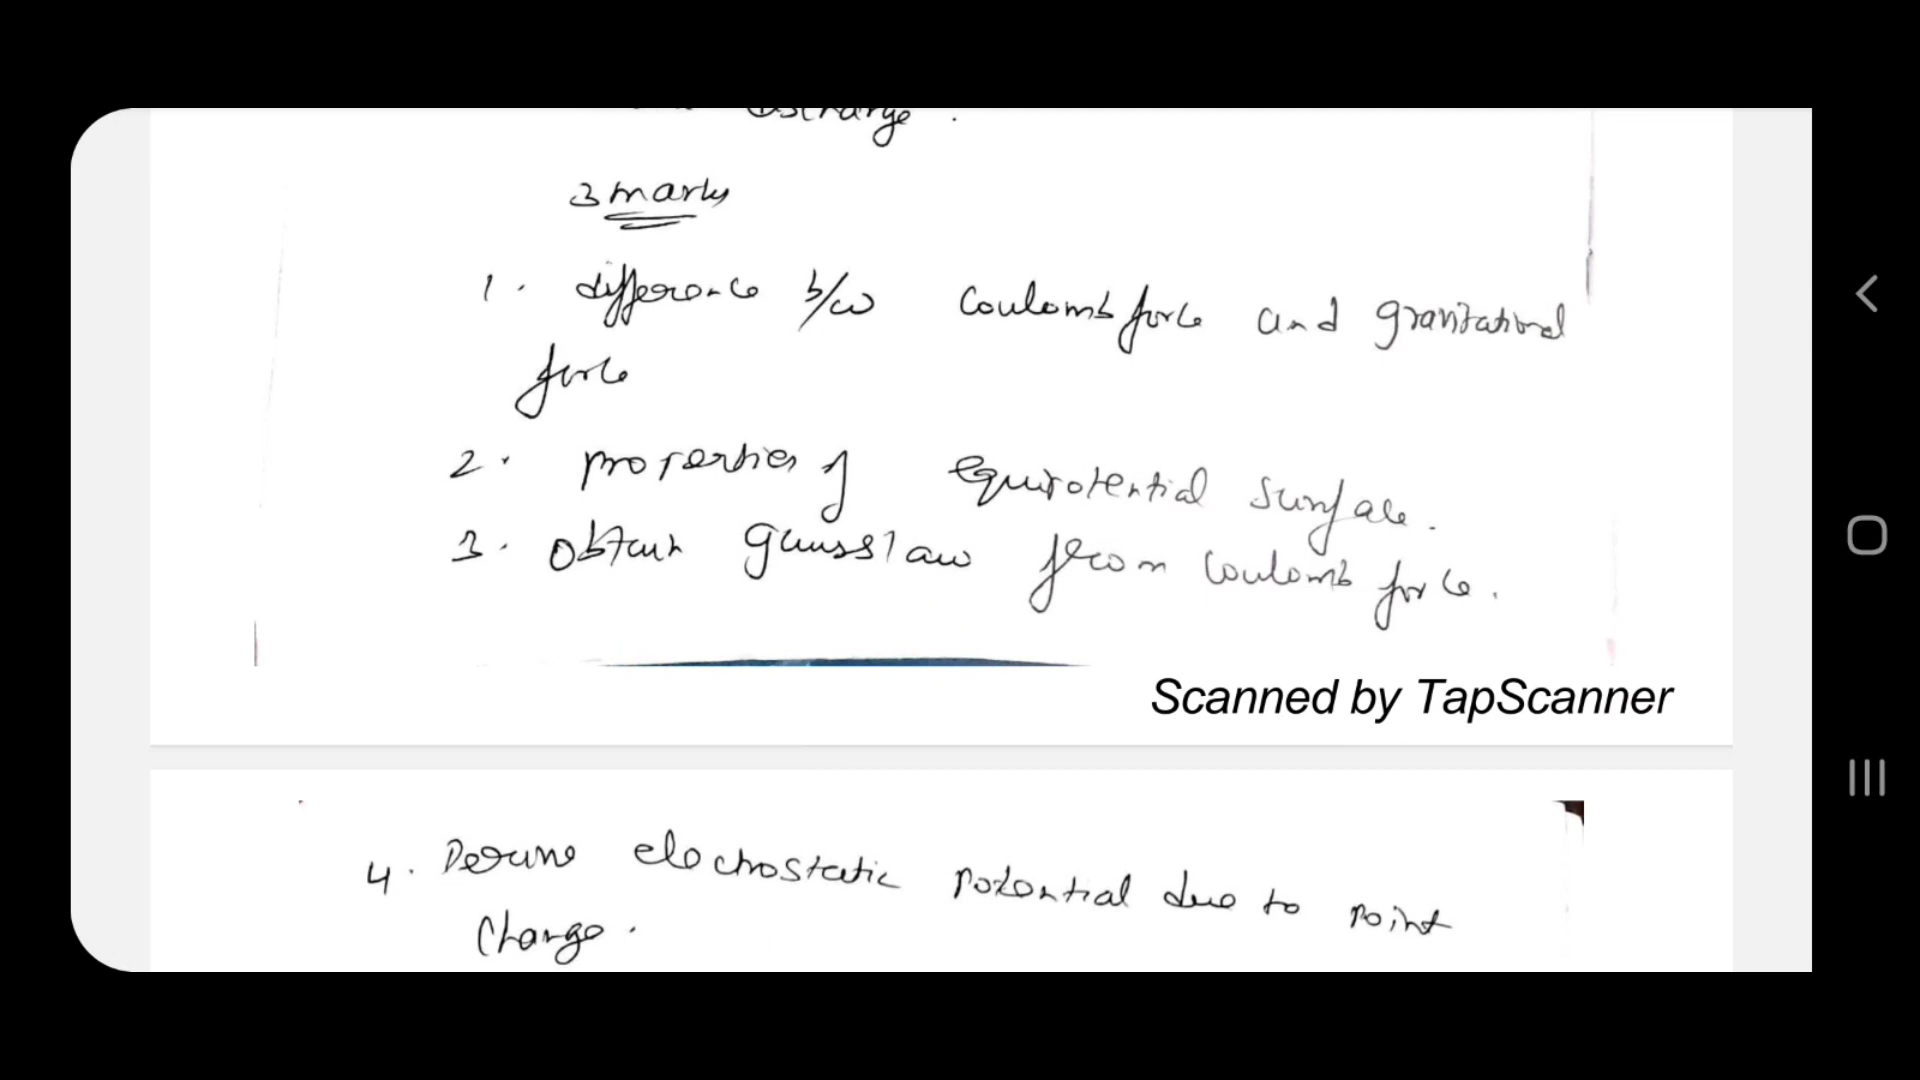 discharge.
3 marks
1. difference b/w Coulomb force and gravitational
force
2. properties of equipotential surface.
3. obtain gauss law from Coulomb force.
Scanned by TapScanner
4. Derive electrostatic potential due to point
charge.